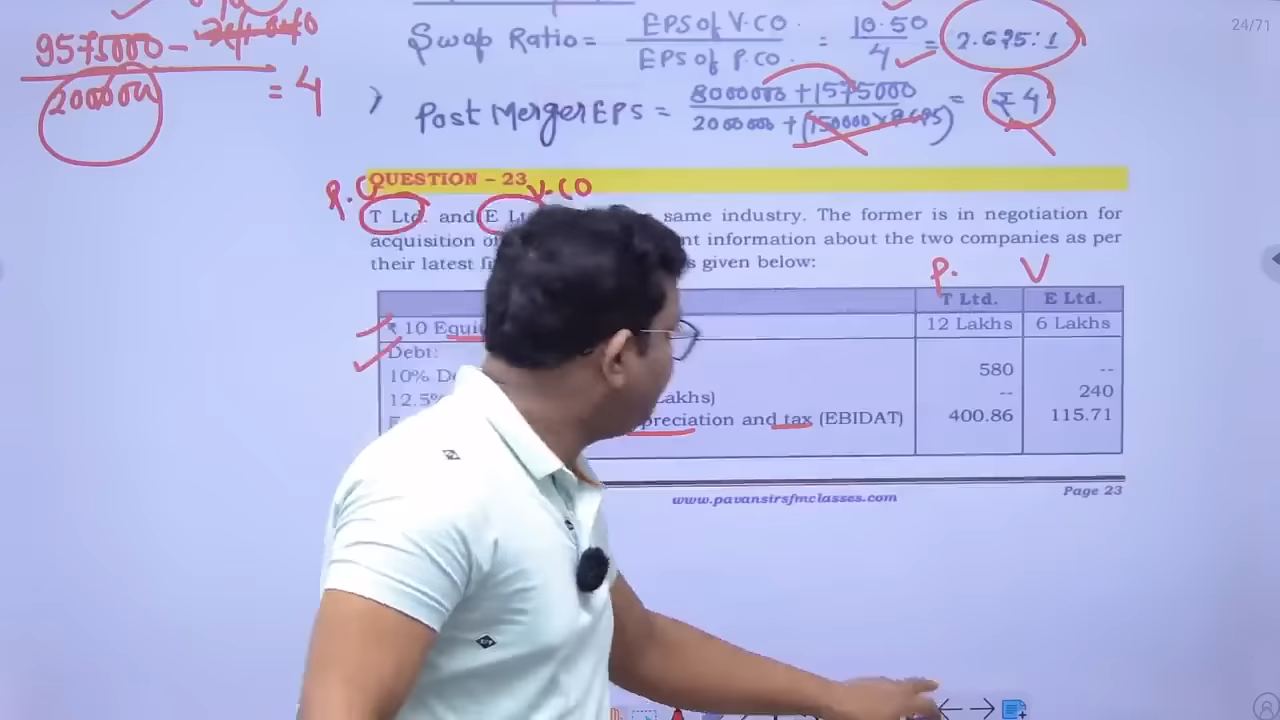 24/71
9575000 -
2000000
= 4
Swap Ratio = EPS of V.CO. / EPS of P.CO. = 10.50 / 4 = 2.625:1
Post Merger EPS = 8000000 + 1575000 / 2000000 + (150000 × 2.625) = ₹ 4
QUESTION – 23
P.C V.CO
T Ltd. and E Lt same industry. The former is in negotiation for
acquisition of nt information about the two companies as per
their latest fi s given below:
P. V
T Ltd. E Ltd.
₹ 10 Equi 12 Lakhs 6 Lakhs
Debt:
10% De 580 --
12.5% Lakhs) -- 240
preciation and tax (EBIDAT) 400.86 115.71
www.pavansirsfmclasses.com Page 23